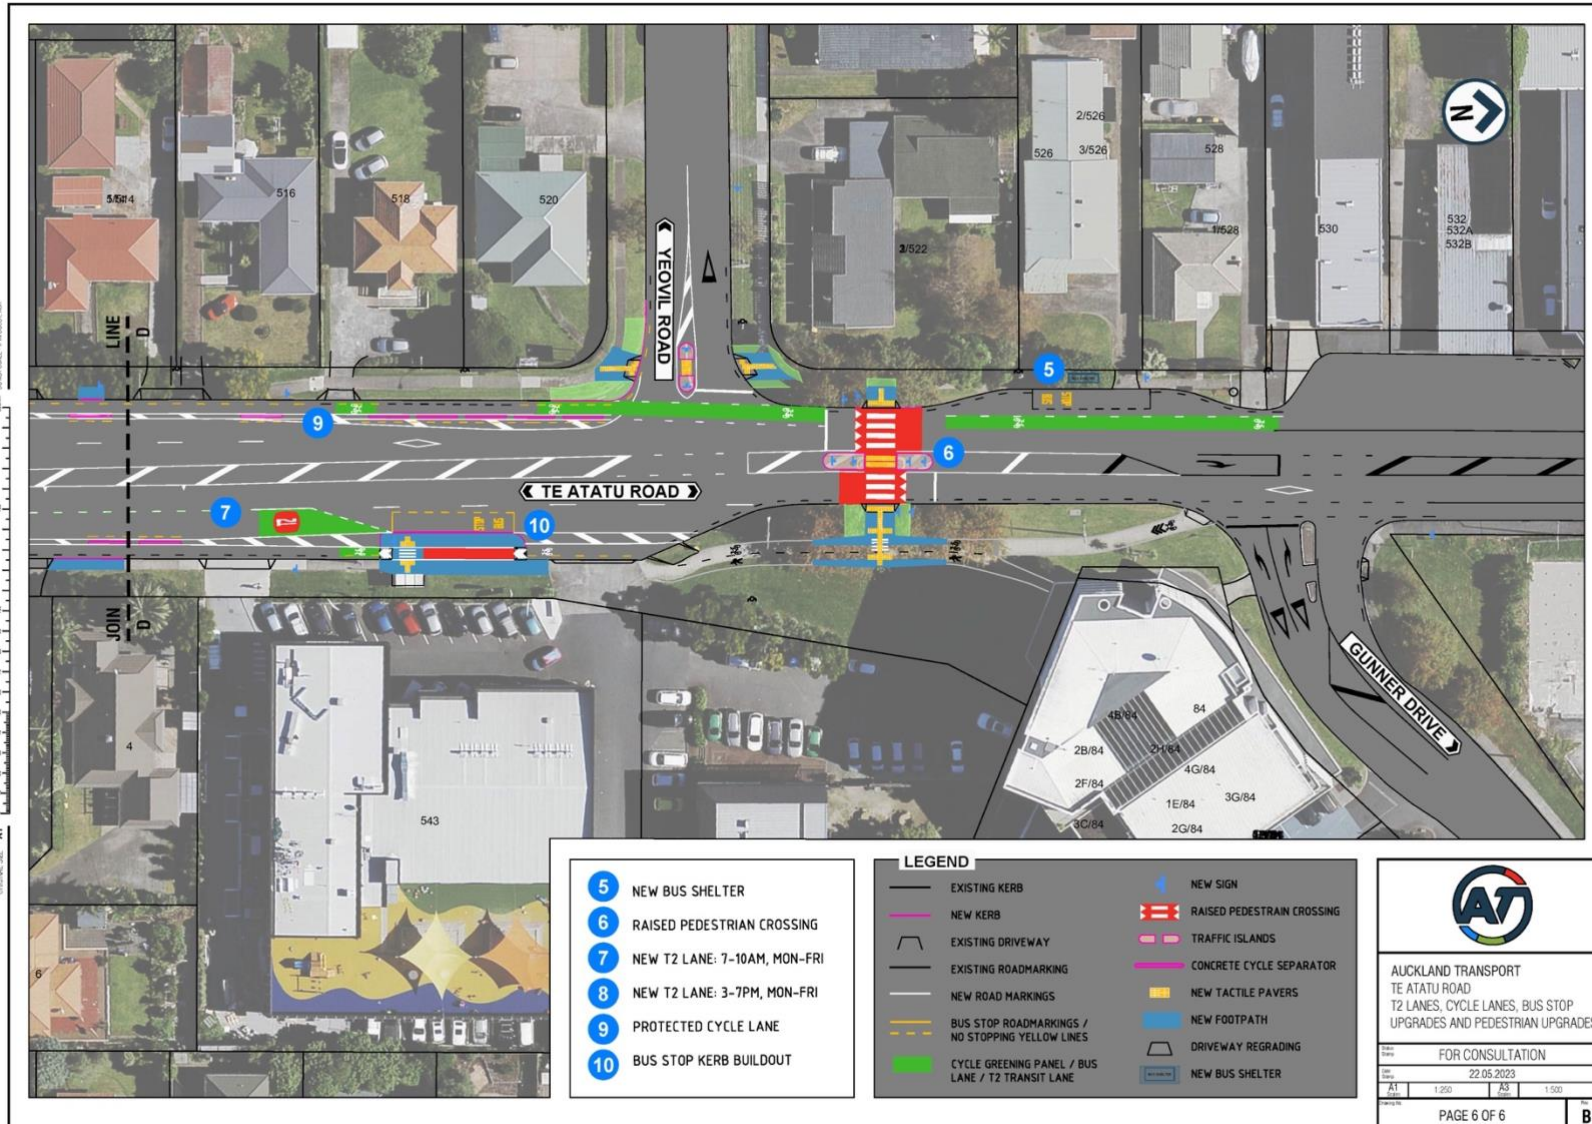 N
516
518
520
526
2/526
3/526
528
1/528
530
532
532A
532B
2/522
YEOVIL ROAD
LINE
D
5
9
6
TE ATATU ROAD
7
10
STOP
BUS
JOIN
D
GUNNER DRIVE
4
6
543
84
4B/84
2B/84
2H/84
2F/84
4G/84
1E/84
3G/84
3C/84
2G/84
5 NEW BUS SHELTER
6 RAISED PEDESTRIAN CROSSING
7 NEW T2 LANE: 7-10AM, MON-FRI
8 NEW T2 LANE: 3-7PM, MON-FRI
9 PROTECTED CYCLE LANE
10 BUS STOP KERB BUILDOUT
LEGEND
EXISTING KERB
NEW KERB
EXISTING DRIVEWAY
EXISTING ROADMARKING
NEW ROAD MARKINGS
BUS STOP ROADMARKINGS /
NO STOPPING YELLOW LINES
CYCLE GREENING PANEL / BUS
LANE / T2 TRANSIT LANE
NEW SIGN
RAISED PEDESTRAIN CROSSING
TRAFFIC ISLANDS
CONCRETE CYCLE SEPARATOR
NEW TACTILE PAVERS
NEW FOOTPATH
DRIVEWAY REGRADING
NEW BUS SHELTER
AT
AUCKLAND TRANSPORT
TE ATATU ROAD
T2 LANES, CYCLE LANES, BUS STOP
UPGRADES AND PEDESTRIAN UPGRADES
FOR CONSULTATION
22.05.2023
A1 1:250 A3 1:500
PAGE 6 OF 6
B